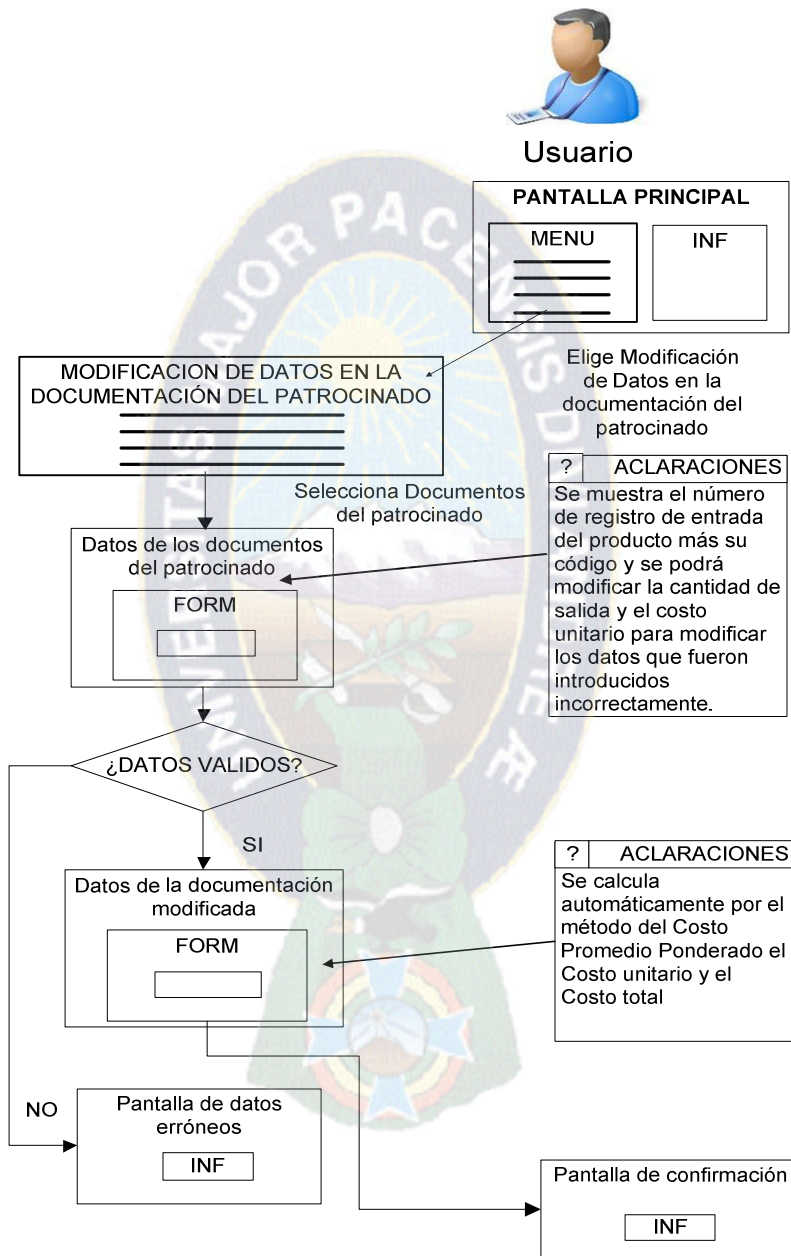 Usuario
PANTALLA PRINCIPAL
MENU
INF
Elige Modificación
de Datos en la
documentación del
patrocinado
MODIFICACION DE DATOS EN LA
DOCUMENTACIÓN DEL PATROCINADO
Selecciona Documentos
del patrocinado
? ACLARACIONES
Se muestra el número
de registro de entrada
del producto más su
código y se podrá
modificar la cantidad de
salida y el costo
unitario para modificar
los datos que fueron
introducidos
incorrectamente.
Datos de los documentos
del patrocinado
FORM
¿DATOS VALIDOS?
SI
Datos de la documentación
modificada
FORM
? ACLARACIONES
Se calcula
automáticamente por el
método del Costo
Promedio Ponderado el
Costo unitario y el
Costo total
NO
Pantalla de datos
erróneos
INF
Pantalla de confirmación
INF